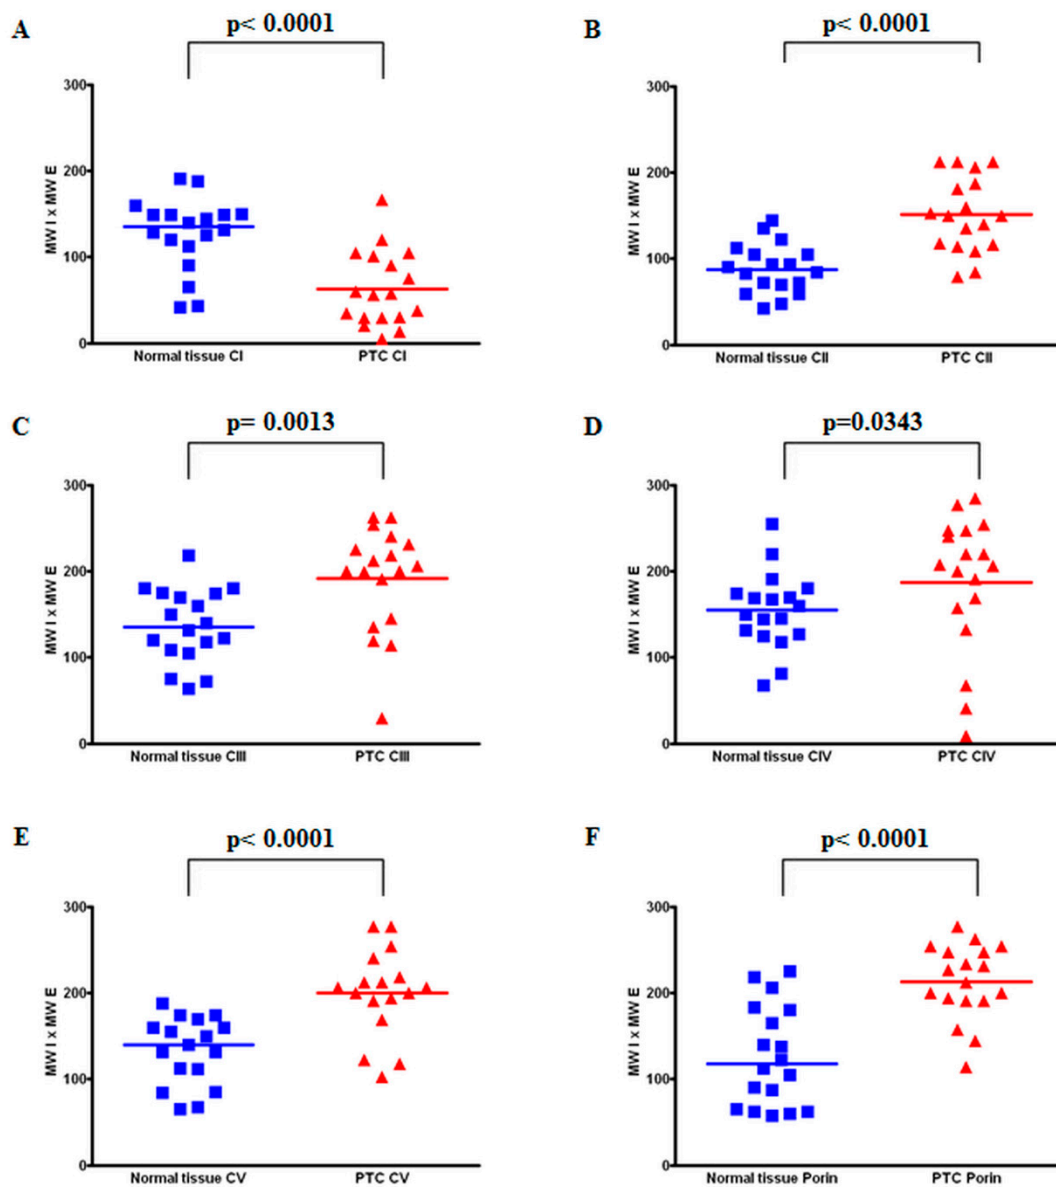 A
p< 0.0001
300
200
100
0
MW I x MW E
Normal tissue CI
PTC CI
B
p< 0.0001
300
200
100
0
MW I x MW E
Normal tissue CII
PTC CII
C
p= 0.0013
300
200
100
0
MW I x MW E
Normal tissue CIII
PTC CIII
D
p=0.0343
300
200
100
0
MW I x MW E
Normal tissue CIV
PTC CIV
E
p< 0.0001
300
200
100
0
MW I x MW E
Normal tissue CV
PTC CV
F
p< 0.0001
300
200
100
0
MW I x MW E
Normal tissue Porin
PTC Porin